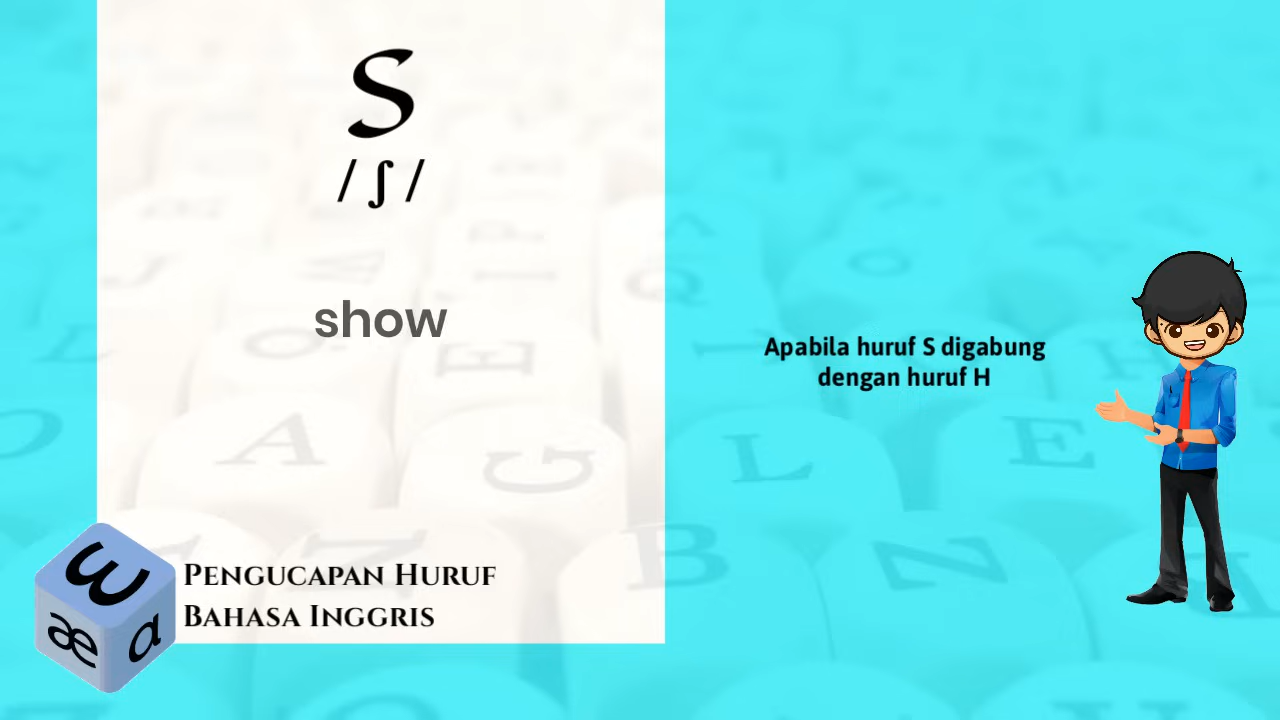 S
/ ʃ /
show
Apabila huruf S digabung
dengan huruf H
PENGUCAPAN HURUF
BAHASA INGGRIS
ω
æ
ɑ